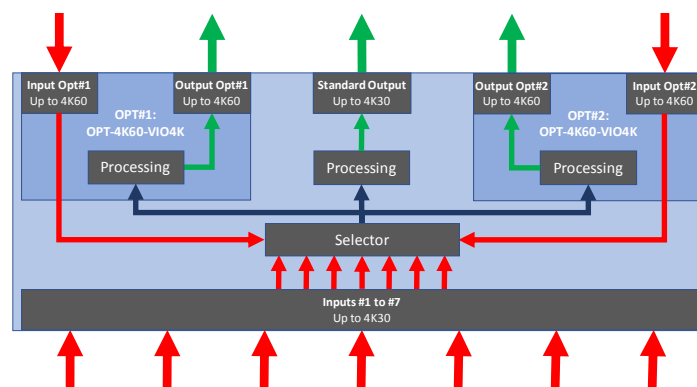 Input Opt#1
Up to 4K60
Output Opt#1
Up to 4K60
Standard Output
Up to 4K30
Output Opt#2
Up to 4K60
Input Opt#2
Up to 4K60
OPT#1:
OPT-4K60-VIO4K
OPT#2:
OPT-4K60-VIO4K
Processing
Processing
Processing
Selector
Inputs #1 to #7
Up to 4K30